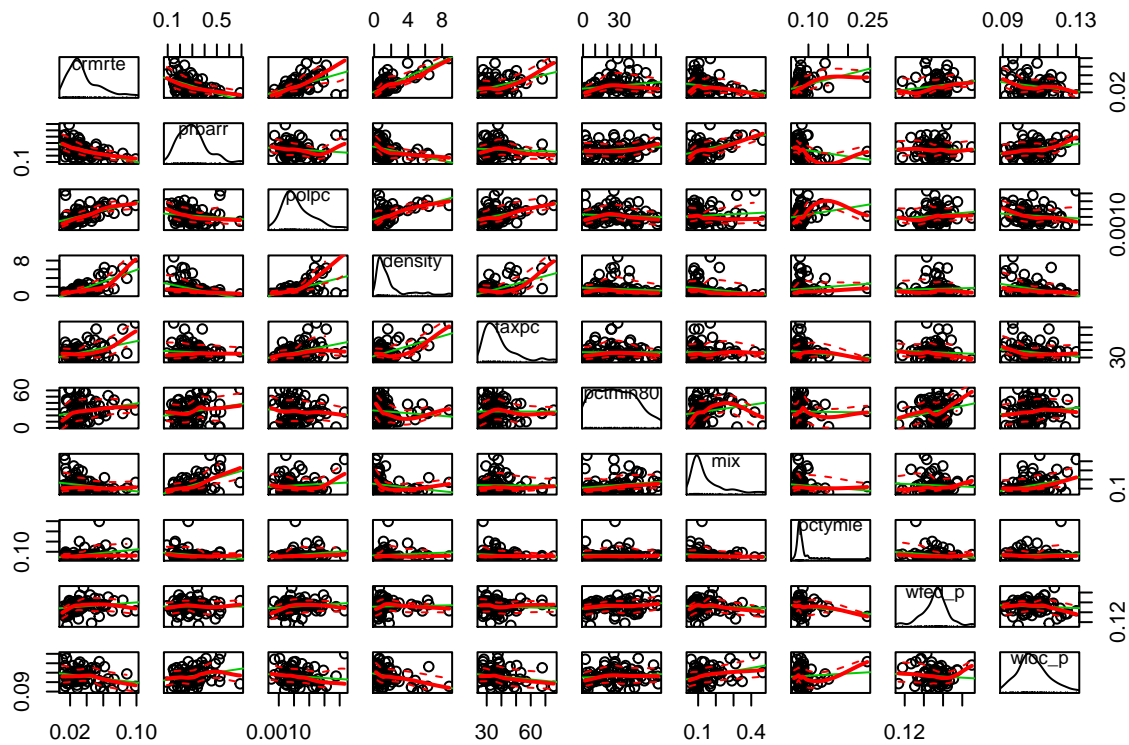 0.1 0.5 0 4 8 0 30 0.10 0.25 0.09 0.13
crmrte 0.02
0.1 prbarr
polpc 0.0010
0 8 density
taxpc 30
0 60 pctmin80
mix 0.1
0.10 pctymle
wfed_p 0.12
0.09 wloc_p
0.02 0.10 0.0010 30 60 0.1 0.4 0.12